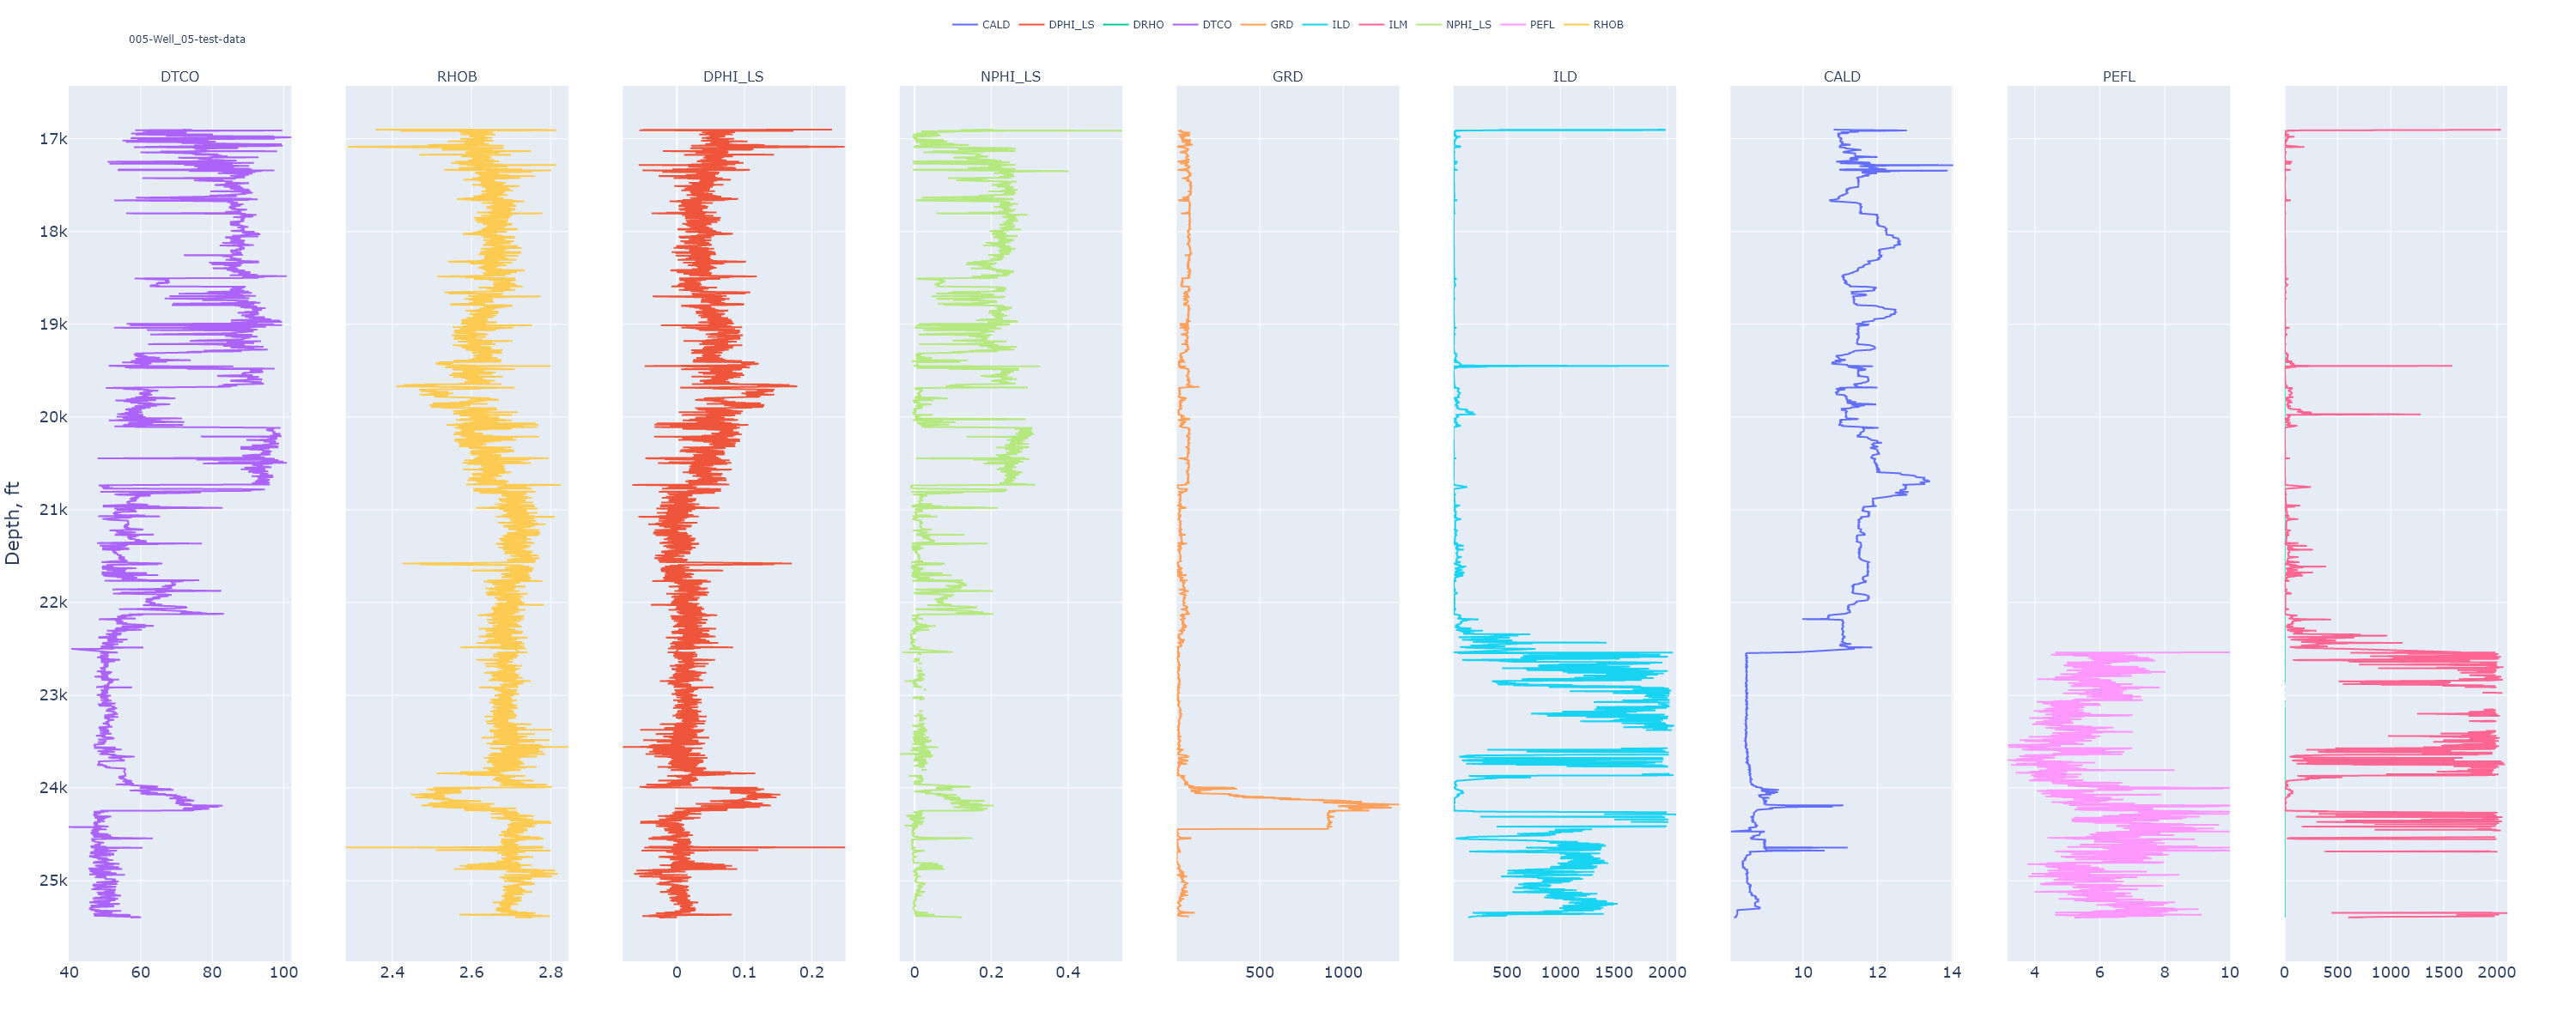 CALD DPHI_LS DRHO DTCO GRD ILD ILM NPHI_LS PEFL RHOB
005-Well_05-test-data
DTCO RHOB DPHI_LS NPHI_LS GRD ILD CALD PEFL
17k
18k
19k
20k
21k
22k
23k
24k
25k
Depth, ft
40 60 80 100 2.4 2.6 2.8 0 0.1 0.2 0 0.2 0.4 500 1000 500 1000 1500 2000 10 12 14 4 6 8 10 0 500 1000 1500 2000